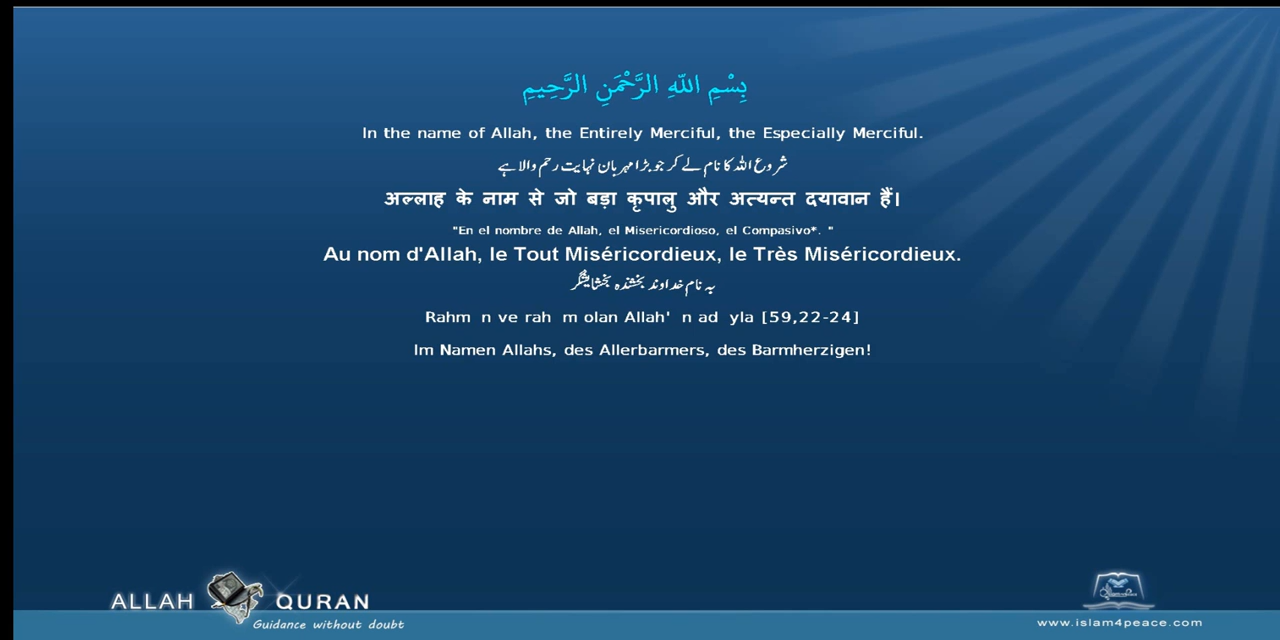 بِسْمِ اللّهِ الرَّحْمَنِ الرَّحِيمِ
In the name of Allah, the Entirely Merciful, the Especially Merciful.
شروع اللہ کا نام لے کر جو بڑا مہربان نہایت رحم والا ہے
अल्लाह के नाम से जो बड़ा कृपालु और अत्यन्त दयावान हैं।
"En el nombre de Allah, el Misericordioso, el Compasivo*. "
Au nom d'Allah, le Tout Miséricordieux, le Très Miséricordieux.
به نام خداوند بخشنده بخشایشگر
Rahm n ve rah m olan Allah' n ad yla [59,22-24]
Im Namen Allahs, des Allerbarmers, des Barmherzigen!
ALLAH QURAN
Guidance without doubt
www.islam4peace.com